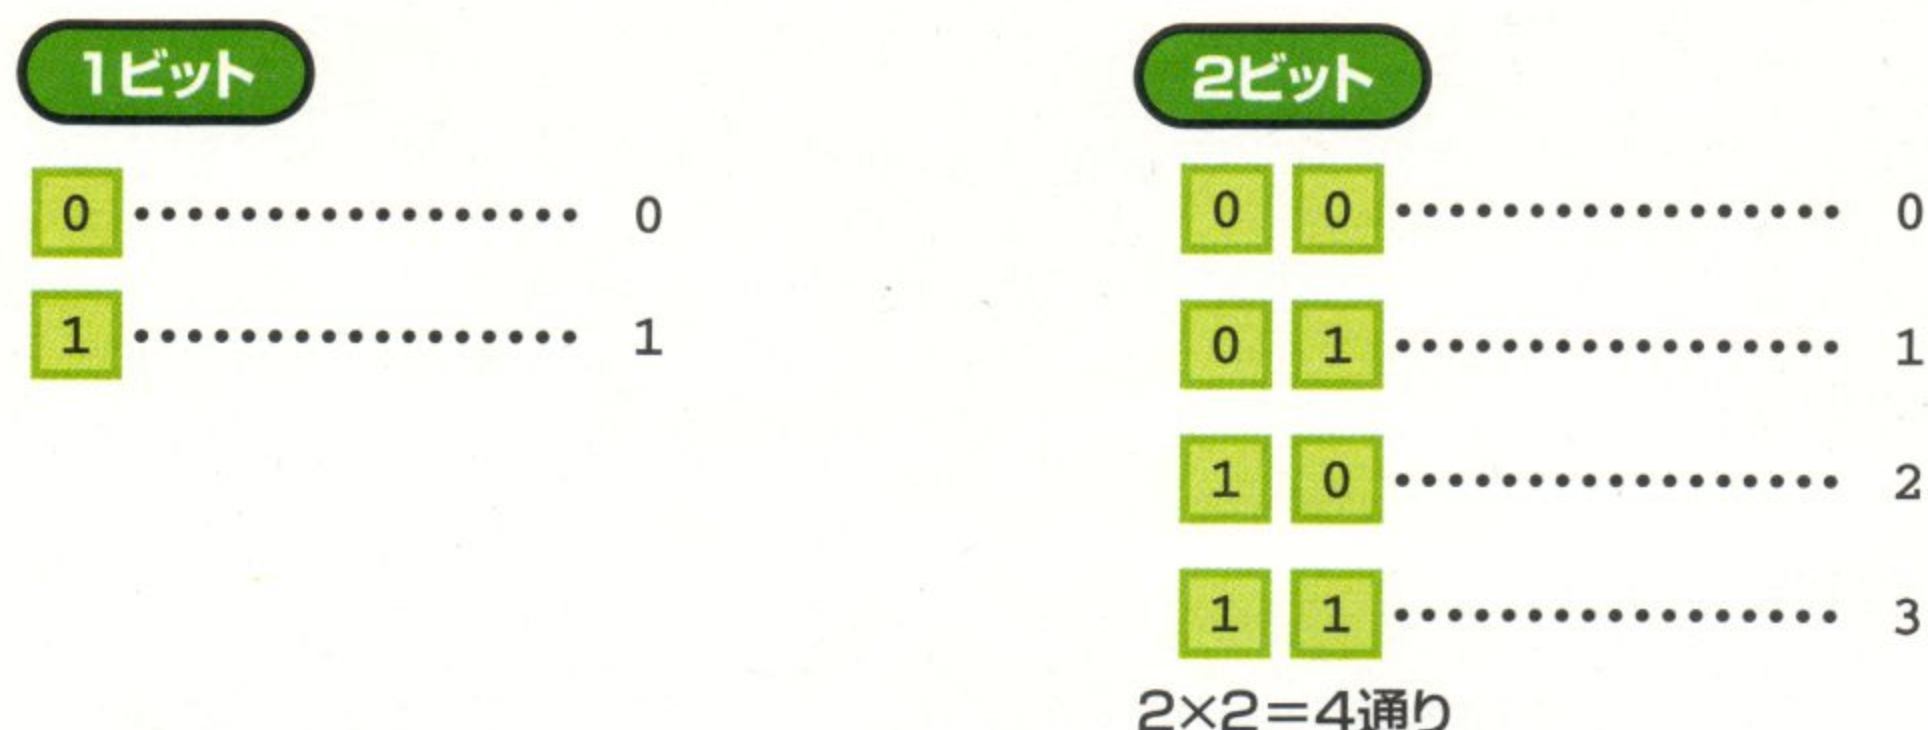 1ビット
0 ................. 0
1 ................. 1
2ビット
0 0 ................. 0
0 1 ................. 1
1 0 ................. 2
1 1 ................. 3
2×2=4通り